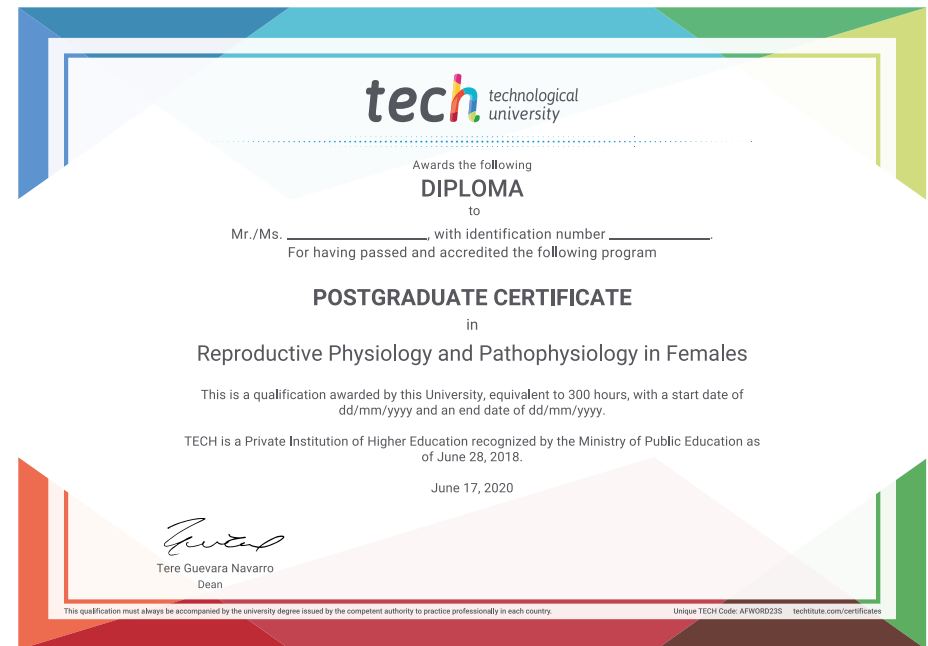 tech technological
university
Awards the following
DIPLOMA
to
Mr./Ms. ____________________, with identification number ______________.
For having passed and accredited the following program
POSTGRADUATE CERTIFICATE
in
Reproductive Physiology and Pathophysiology in Females
This is a qualification awarded by this University, equivalent to 300 hours, with a start date of
dd/mm/yyyy and an end date of dd/mm/yyyy.
TECH is a Private Institution of Higher Education recognized by the Ministry of Public Education as
of June 28, 2018.
June 17, 2020
Tere Guevara Navarro
Dean
This qualification must always be accompanied by the university degree issued by the competent authority to practice professionally in each country.
Unique TECH Code: AFWORD23S techtitute.com/certificates